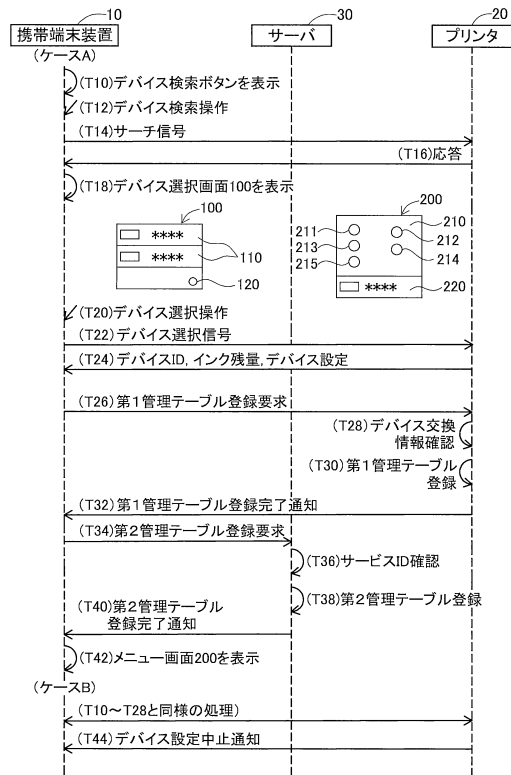 10
30
20
携帯端末装置
サーバ
プリンタ
(ケースA)
(T10)デバイス検索ボタンを表示
(T12)デバイス検索操作
(T14)サーチ信号
(T16)応答
(T18)デバイス選択画面100を表示
100
****
****
110
120
200
210
211
212
213
214
215
****
220
(T20)デバイス選択操作
(T22)デバイス選択信号
(T24)デバイスID,インク残量,デバイス設定
(T26)第1管理テーブル登録要求
(T28)デバイス交換
情報確認
(T30)第1管理テーブル
登録
(T32)第1管理テーブル登録完了通知
(T34)第2管理テーブル登録要求
(T36)サービスID確認
(T38)第2管理テーブル登録
(T40)第2管理テーブル
登録完了通知
(T42)メニュー画面200を表示
(ケースB)
(T10～T28と同様の処理)
(T44)デバイス設定中止通知